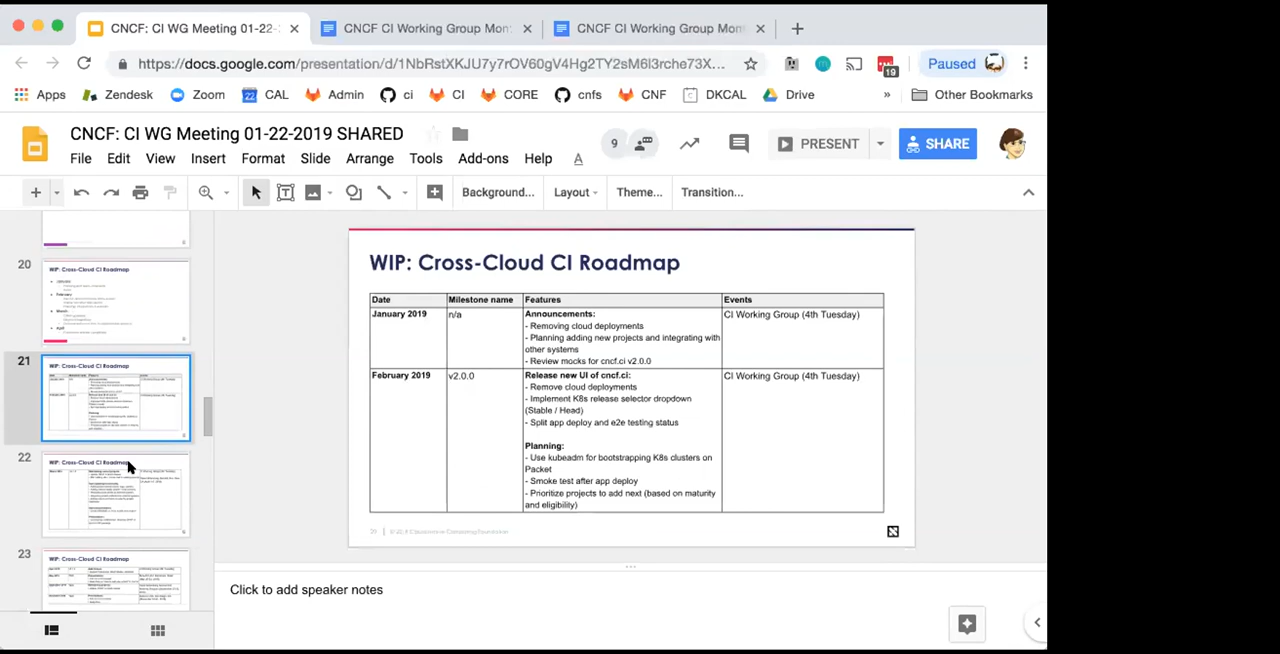 CNCF: CI WG Meeting 01-22-
CNCF CI Working Group Mon
CNCF CI Working Group Mon
https://docs.google.com/presentation/d/1NbRstXKJU7y7rOV60gV4Hg2TY2sM6l3rche73X...
19
Paused
Apps
Zendesk
Zoom
22
CAL
Admin
ci
CI
CORE
cnfs
CNF
DKCAL
Drive
»
Other Bookmarks
CNCF: CI WG Meeting 01-22-2019 SHARED
File Edit View Insert Format Slide Arrange Tools Add-ons Help A
9
PRESENT
SHARE
Background...
Layout
Theme...
Transition...
20
WIP: Cross-Cloud CI Roadmap
21
WIP: Cross-Cloud CI Roadmap
22
WIP: Cross-Cloud CI Roadmap
23
WIP: Cross-Cloud CI Roadmap
WIP: Cross-Cloud CI Roadmap
Date Milestone name Features Events
January 2019 n/a Announcements: CI Working Group (4th Tuesday)
- Removing cloud deployments
- Planning adding new projects and integrating with
other systems
- Review mocks for cncf.ci v2.0.0
February 2019 v2.0.0 Release new UI of cncf.ci: CI Working Group (4th Tuesday)
- Remove cloud deployments
- Implement K8s release selector dropdown
(Stable / Head)
- Split app deploy and e2e testing status
Planning:
- Use kubeadm for bootstrapping K8s clusters on
Packet
- Smoke test after app deploy
- Prioritize projects to add next (based on maturity
and eligibility)
Click to add speaker notes